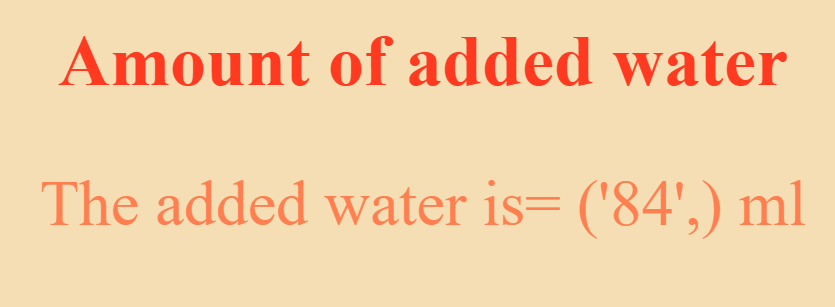 Amount of added water
The added water is= ('84',) ml